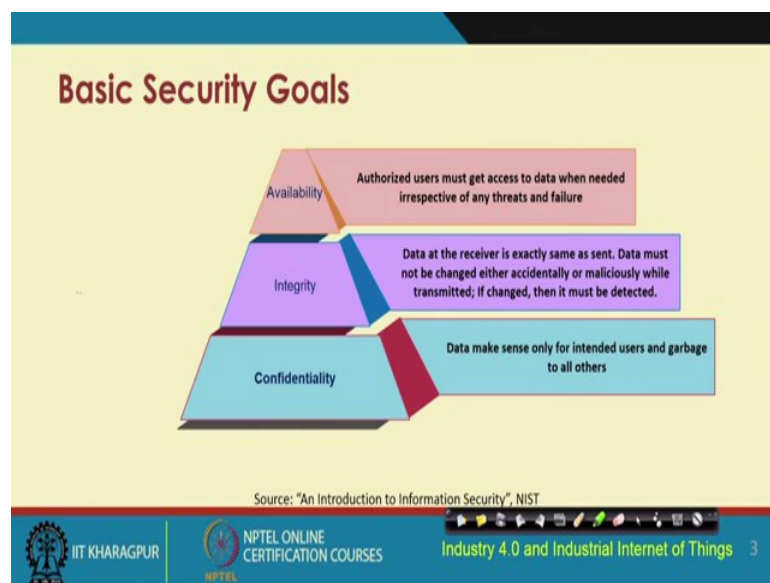 Basic Security Goals
Availability
Authorized users must get access to data when needed
irrespective of any threats and failure
Integrity
Data at the receiver is exactly same as sent. Data must
not be changed either accidentally or maliciously while
transmitted; If changed, then it must be detected.
Confidentiality
Data make sense only for intended users and garbage
to all others
Source: "An Introduction to Information Security", NIST
IIT KHARAGPUR
NPTEL
NPTEL ONLINE
CERTIFICATION COURSES
Industry 4.0 and Industrial Internet of Things
3